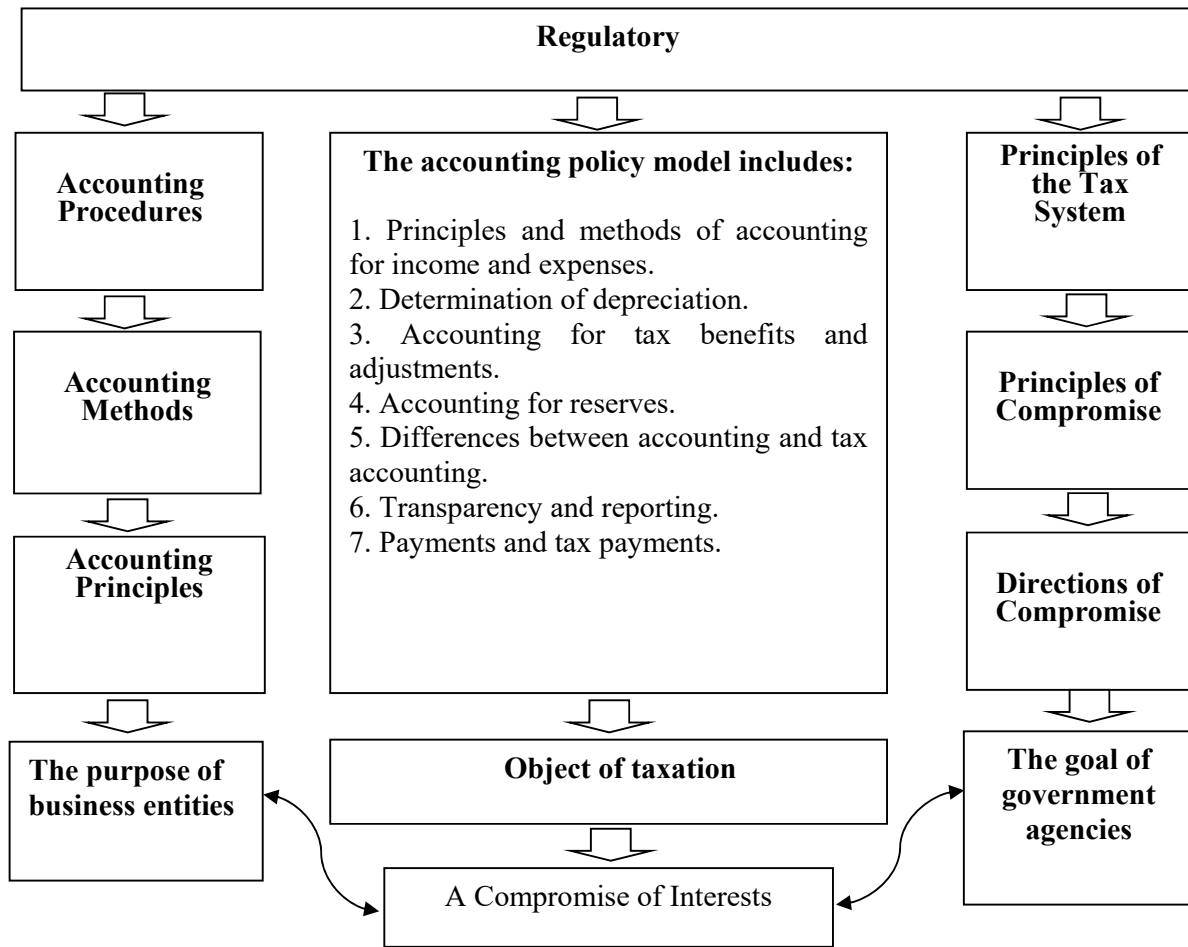 Regulatory
Accounting
Procedures
Accounting
Methods
Accounting
Principles
The purpose of
business entities
The accounting policy model includes:
1. Principles and methods of accounting
for income and expenses.
2. Determination of depreciation.
3. Accounting for tax benefits and
adjustments.
4. Accounting for reserves.
5. Differences between accounting and tax
accounting.
6. Transparency and reporting.
7. Payments and tax payments.
Object of taxation
A Compromise of Interests
Principles of
the Tax
System
Principles of
Compromise
Directions of
Compromise
The goal of
government
agencies